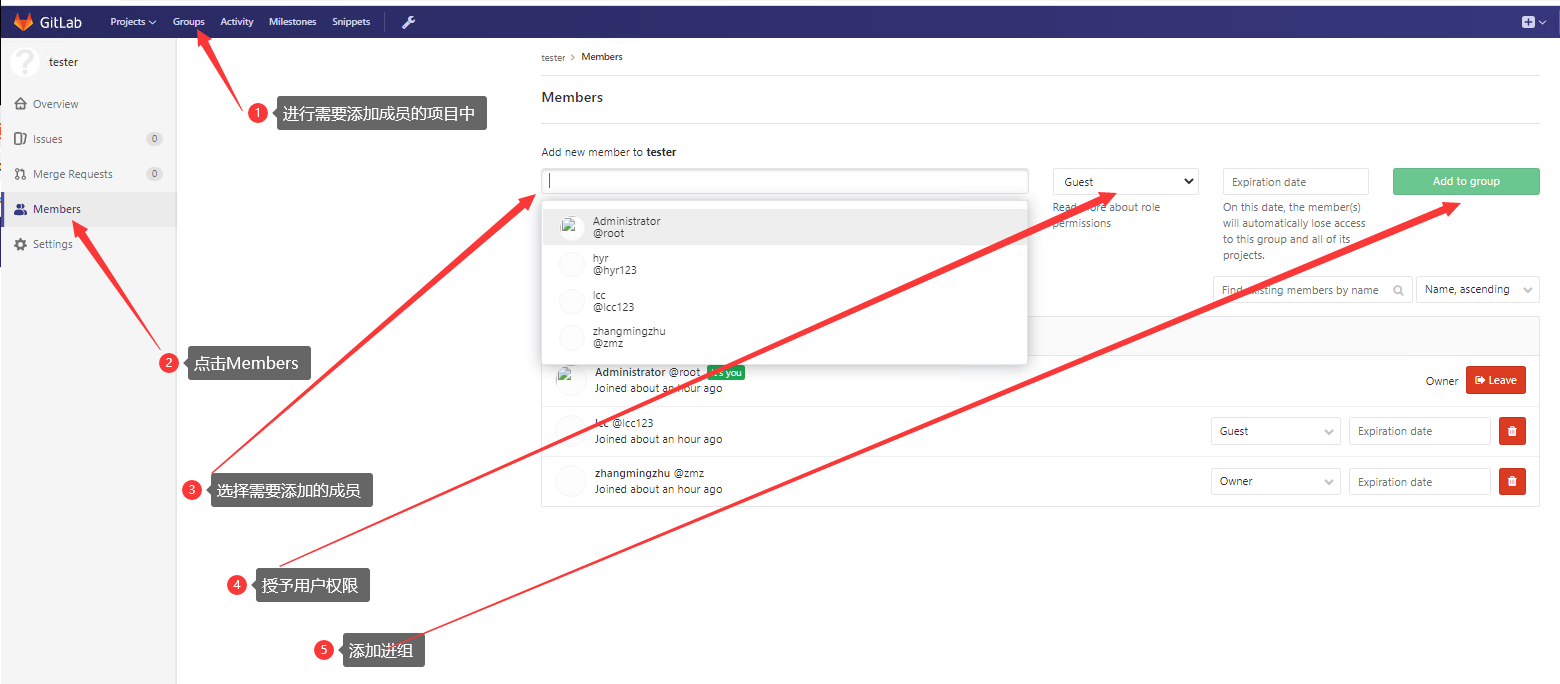 GitLab
Projects
Groups
Activity
Milestones
Snippets
tester
Overview
Issues 0
Merge Requests 0
Members
Settings
1 进行需要添加成员的项目中
2 点击Members
3 选择需要添加的成员
4 授予用户权限
5 添加进组
tester > Members
Members
Add new member to tester
Guest
Expiration date
Add to group
Read more about role
permissions
On this date, the member(s)
will automatically lose access
to this group and all of its
projects.
Administrator
@root
hyr
@hyr123
lcc
@lcc123
zhangmingzhu
@zmz
Find existing members by name
Name, ascending
Administrator @root It's you
Joined about an hour ago
Owner
Leave
lcc @lcc123
Joined about an hour ago
Guest
Expiration date
zhangmingzhu @zmz
Joined about an hour ago
Owner
Expiration date